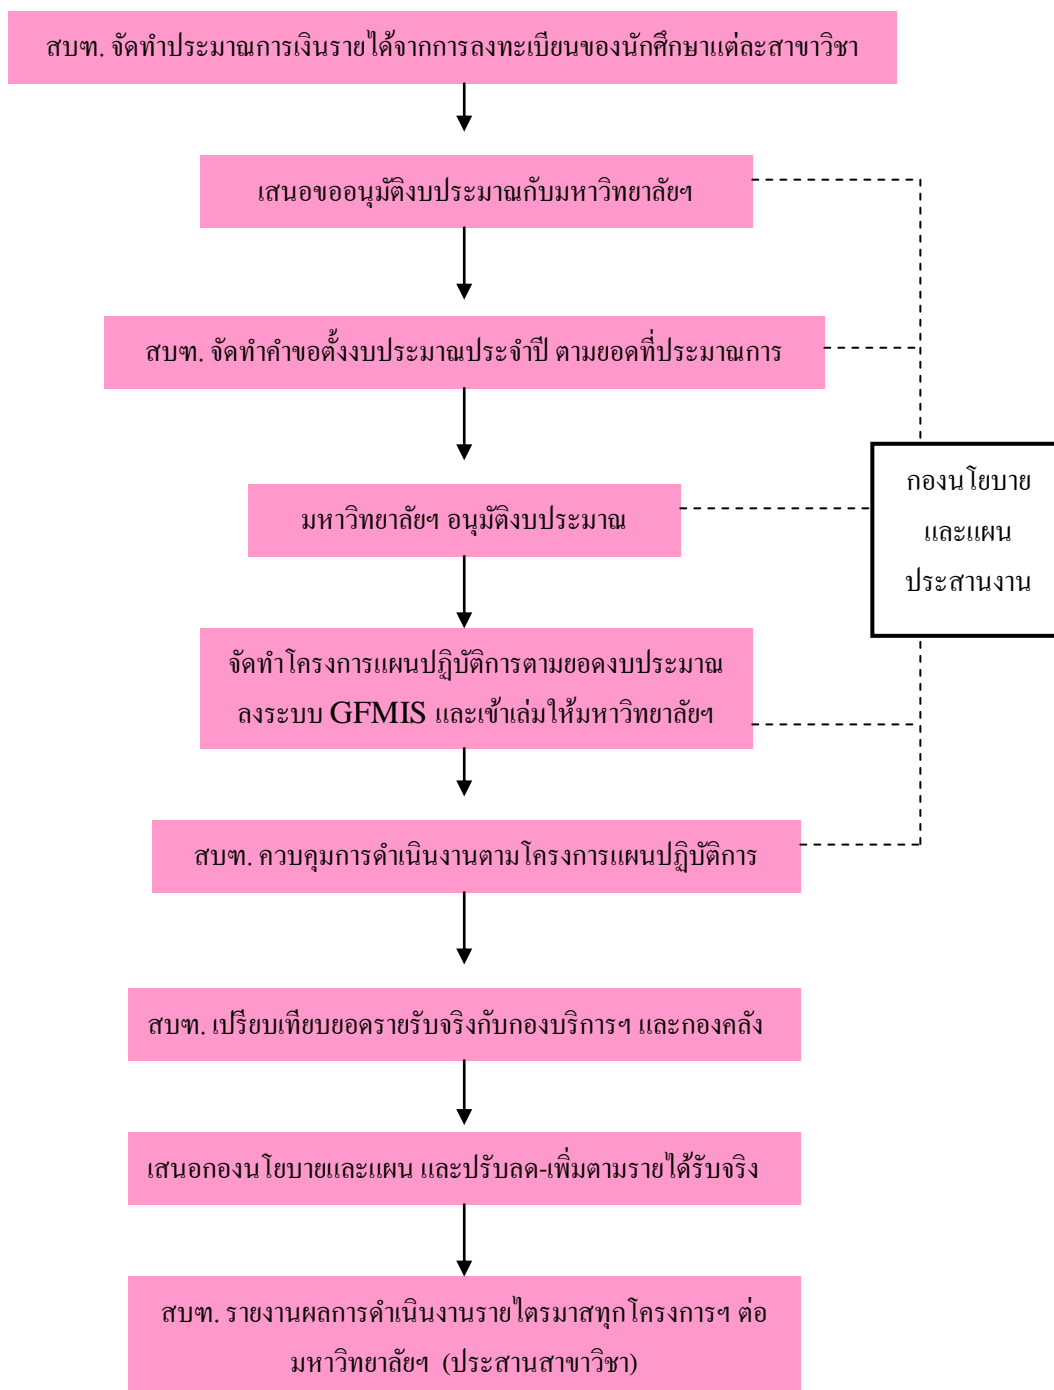 สบฑ. จัดทำประมาณการเงินรายได้จากการลงทะเบียนของนักศึกษาแต่ละสาขาวิชา
เสนอขออนุมัติงบประมาณกับมหาวิทยาลัยฯ
สบฑ. จัดทำคำขอตั้งงบประมาณประจำปี ตามยอดที่ประมาณการ
มหาวิทยาลัยฯ อนุมัติงบประมาณ
กองนโยบาย
และแผน
ประสานงาน
จัดทำโครงการแผนปฏิบัติการตามยอดงบประมาณ
ลงระบบ GFMIS และเข้าเล่มให้มหาวิทยาลัยฯ
สบฑ. ควบคุมการดำเนินงานตามโครงการแผนปฏิบัติการ
สบฑ. เปรียบเทียบยอดรายรับจริงกับกองบริการฯ และกองคลัง
เสนอกองนโยบายและแผน และปรับลด-เพิ่มตามรายได้รับจริง
สบฑ. รายงานผลการดำเนินงานรายไตรมาสทุกโครงการฯ ต่อ
มหาวิทยาลัยฯ (ประสานสาขาวิชา)